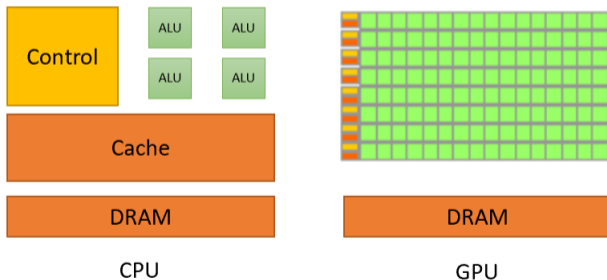 Control
ALU ALU
ALU ALU
Cache
DRAM
CPU
DRAM
GPU